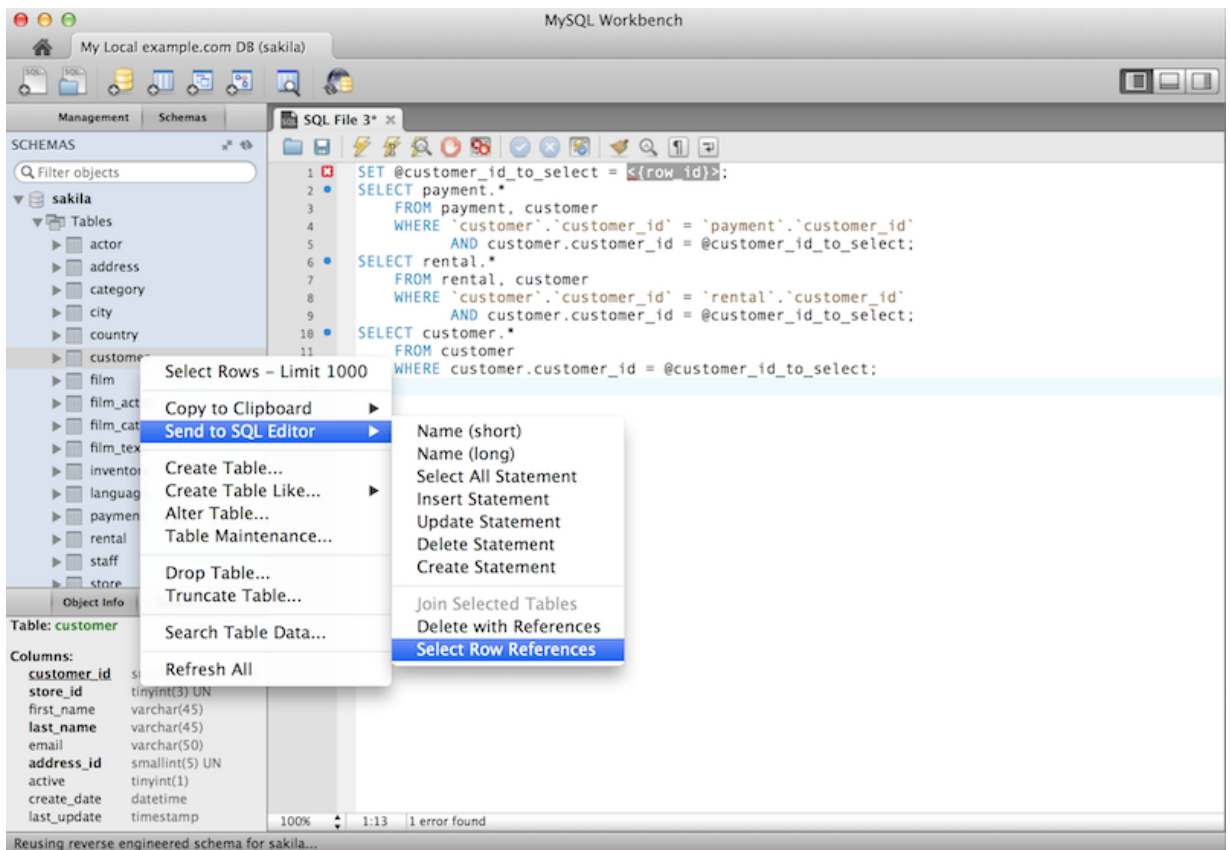 MySQL Workbench
My Local example.com DB (sakila)
Management Schemas
SCHEMAS
Filter objects
sakila
Tables
actor
address
category
city
country
customer
film
film_act
film_cat
film_tex
inventor
languag
paymen
rental
staff
store
Object Info
Table: customer
Columns:
customer_id
store_id tinyint(3) UN
first_name varchar(45)
last_name varchar(45)
email varchar(50)
address_id smallint(5) UN
active tinyint(1)
create_date datetime
last_update timestamp
SQL File 3*
1 SET @customer_id_to_select = <{row_id}>;
2 SELECT payment.*
3 FROM payment, customer
4 WHERE `customer`.`customer_id` = `payment`.`customer_id`
5 AND customer.customer_id = @customer_id_to_select;
6 SELECT rental.*
7 FROM rental, customer
8 WHERE `customer`.`customer_id` = `rental`.`customer_id`
9 AND customer.customer_id = @customer_id_to_select;
10 SELECT customer.*
11 FROM customer
WHERE customer.customer_id = @customer_id_to_select;
Select Rows - Limit 1000
Copy to Clipboard
Send to SQL Editor
Create Table...
Create Table Like...
Alter Table...
Table Maintenance...
Drop Table...
Truncate Table...
Search Table Data...
Refresh All
Name (short)
Name (long)
Select All Statement
Insert Statement
Update Statement
Delete Statement
Create Statement
Join Selected Tables
Delete with References
Select Row References
100% 1:13 1 error found
Reusing reverse engineered schema for sakila...